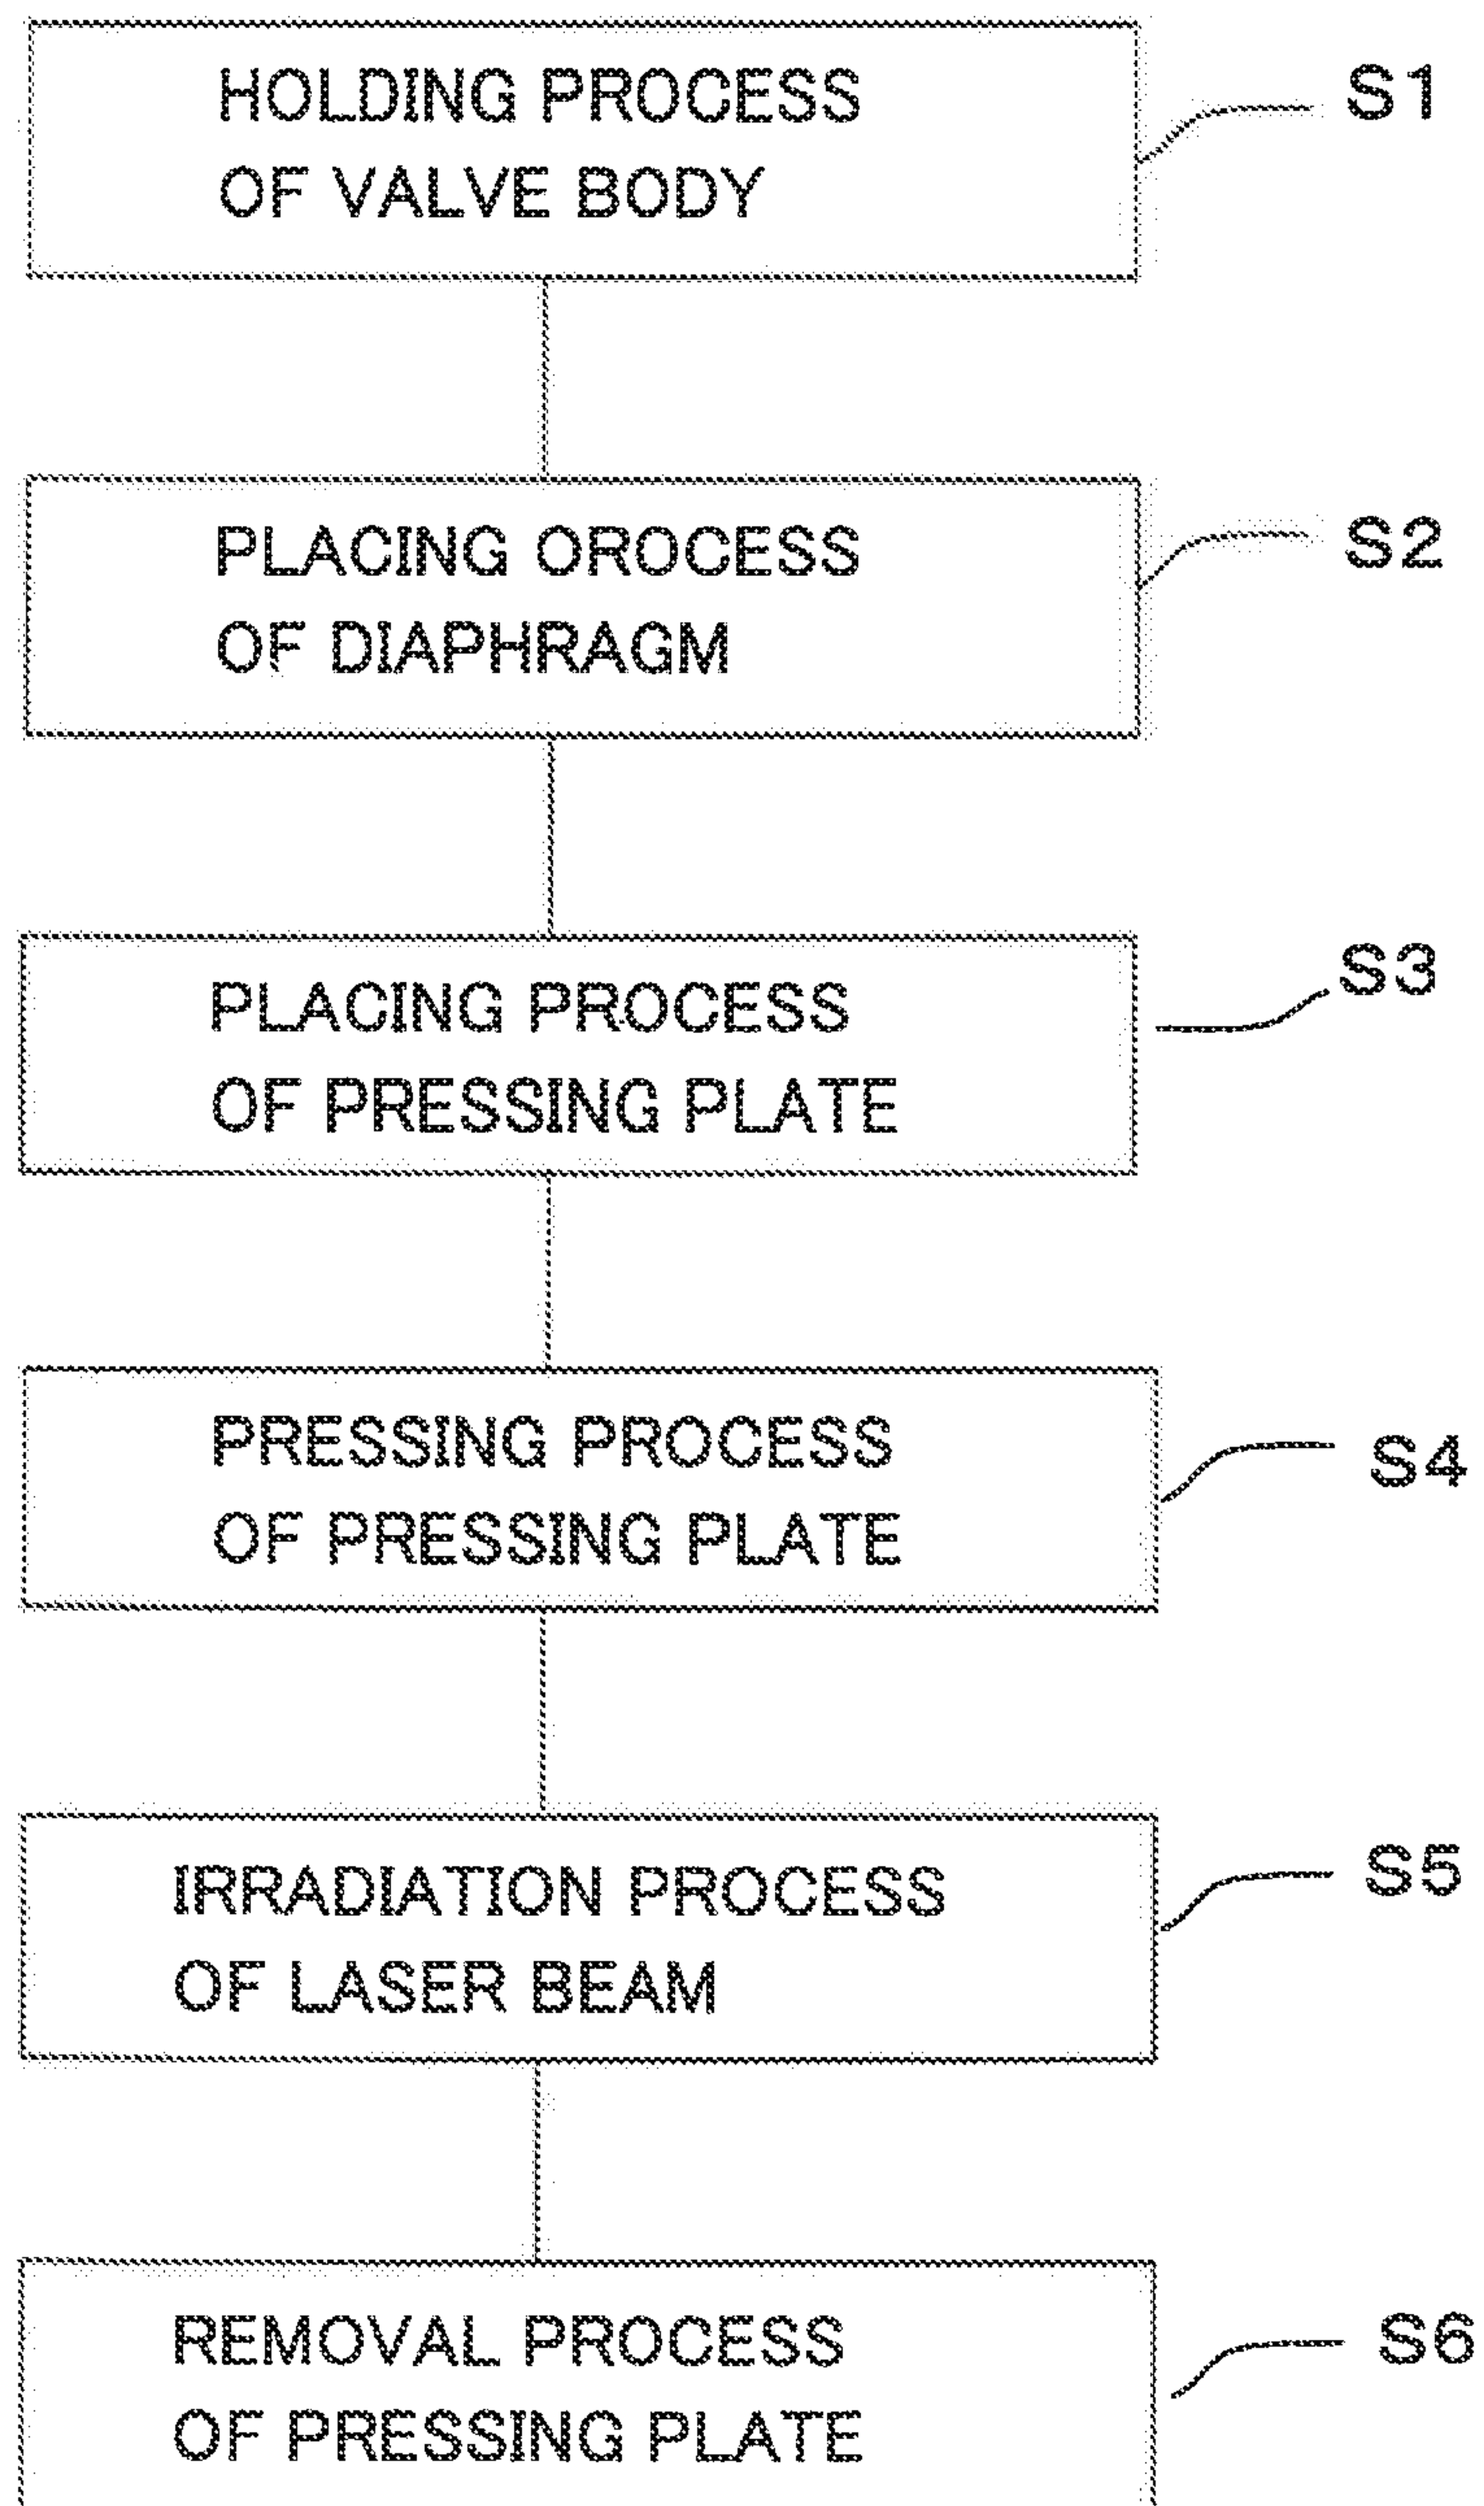 HOLDING PROCESS
OF VALVE BODY
S1
PLACING OROCESS
OF DIAPHRAGM
S2
PLACING PROCESS
OF PRESSING PLATE
S3
PRESSING PROCESS
OF PRESSING PLATE
S4
IRRADIATION PROCESS
OF LASER BEAM
S5
REMOVAL PROCESS
OF PRESSING PLATE
S6